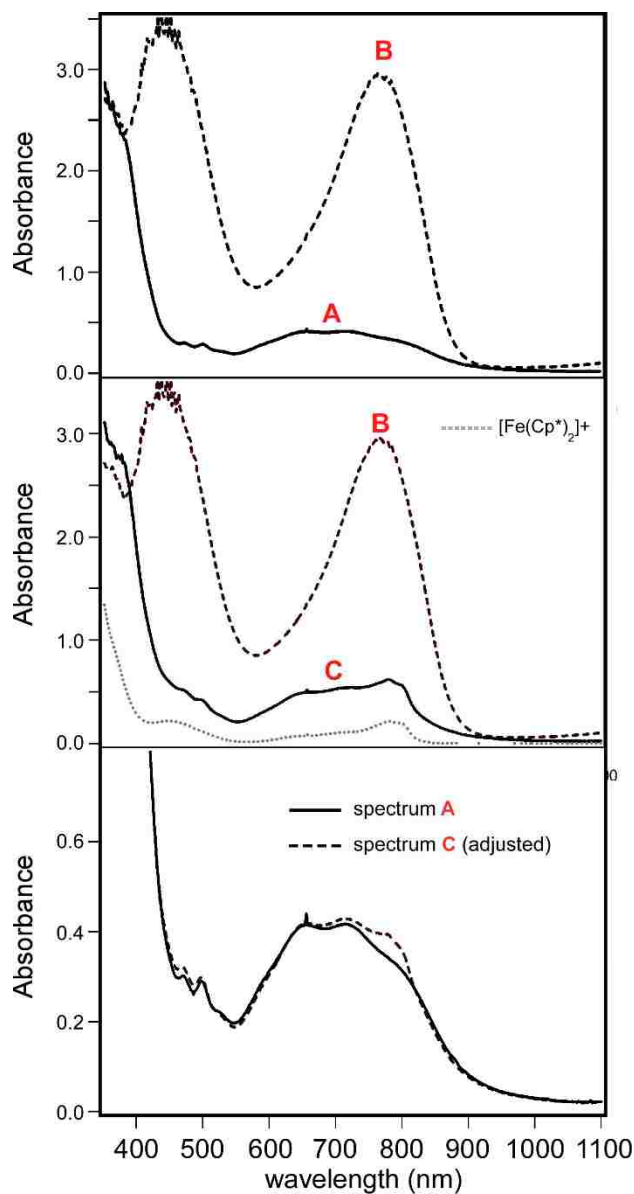 3.0
2.0
1.0
0.0
Absorbance
B
A
3.0
2.0
1.0
0.0
Absorbance
B
[Fe(Cp*)_2]+
C
0.6
0.4
0.2
0.0
Absorbance
spectrum A
spectrum C (adjusted)
400 500 600 700 800 900 1000 1100
wavelength (nm)